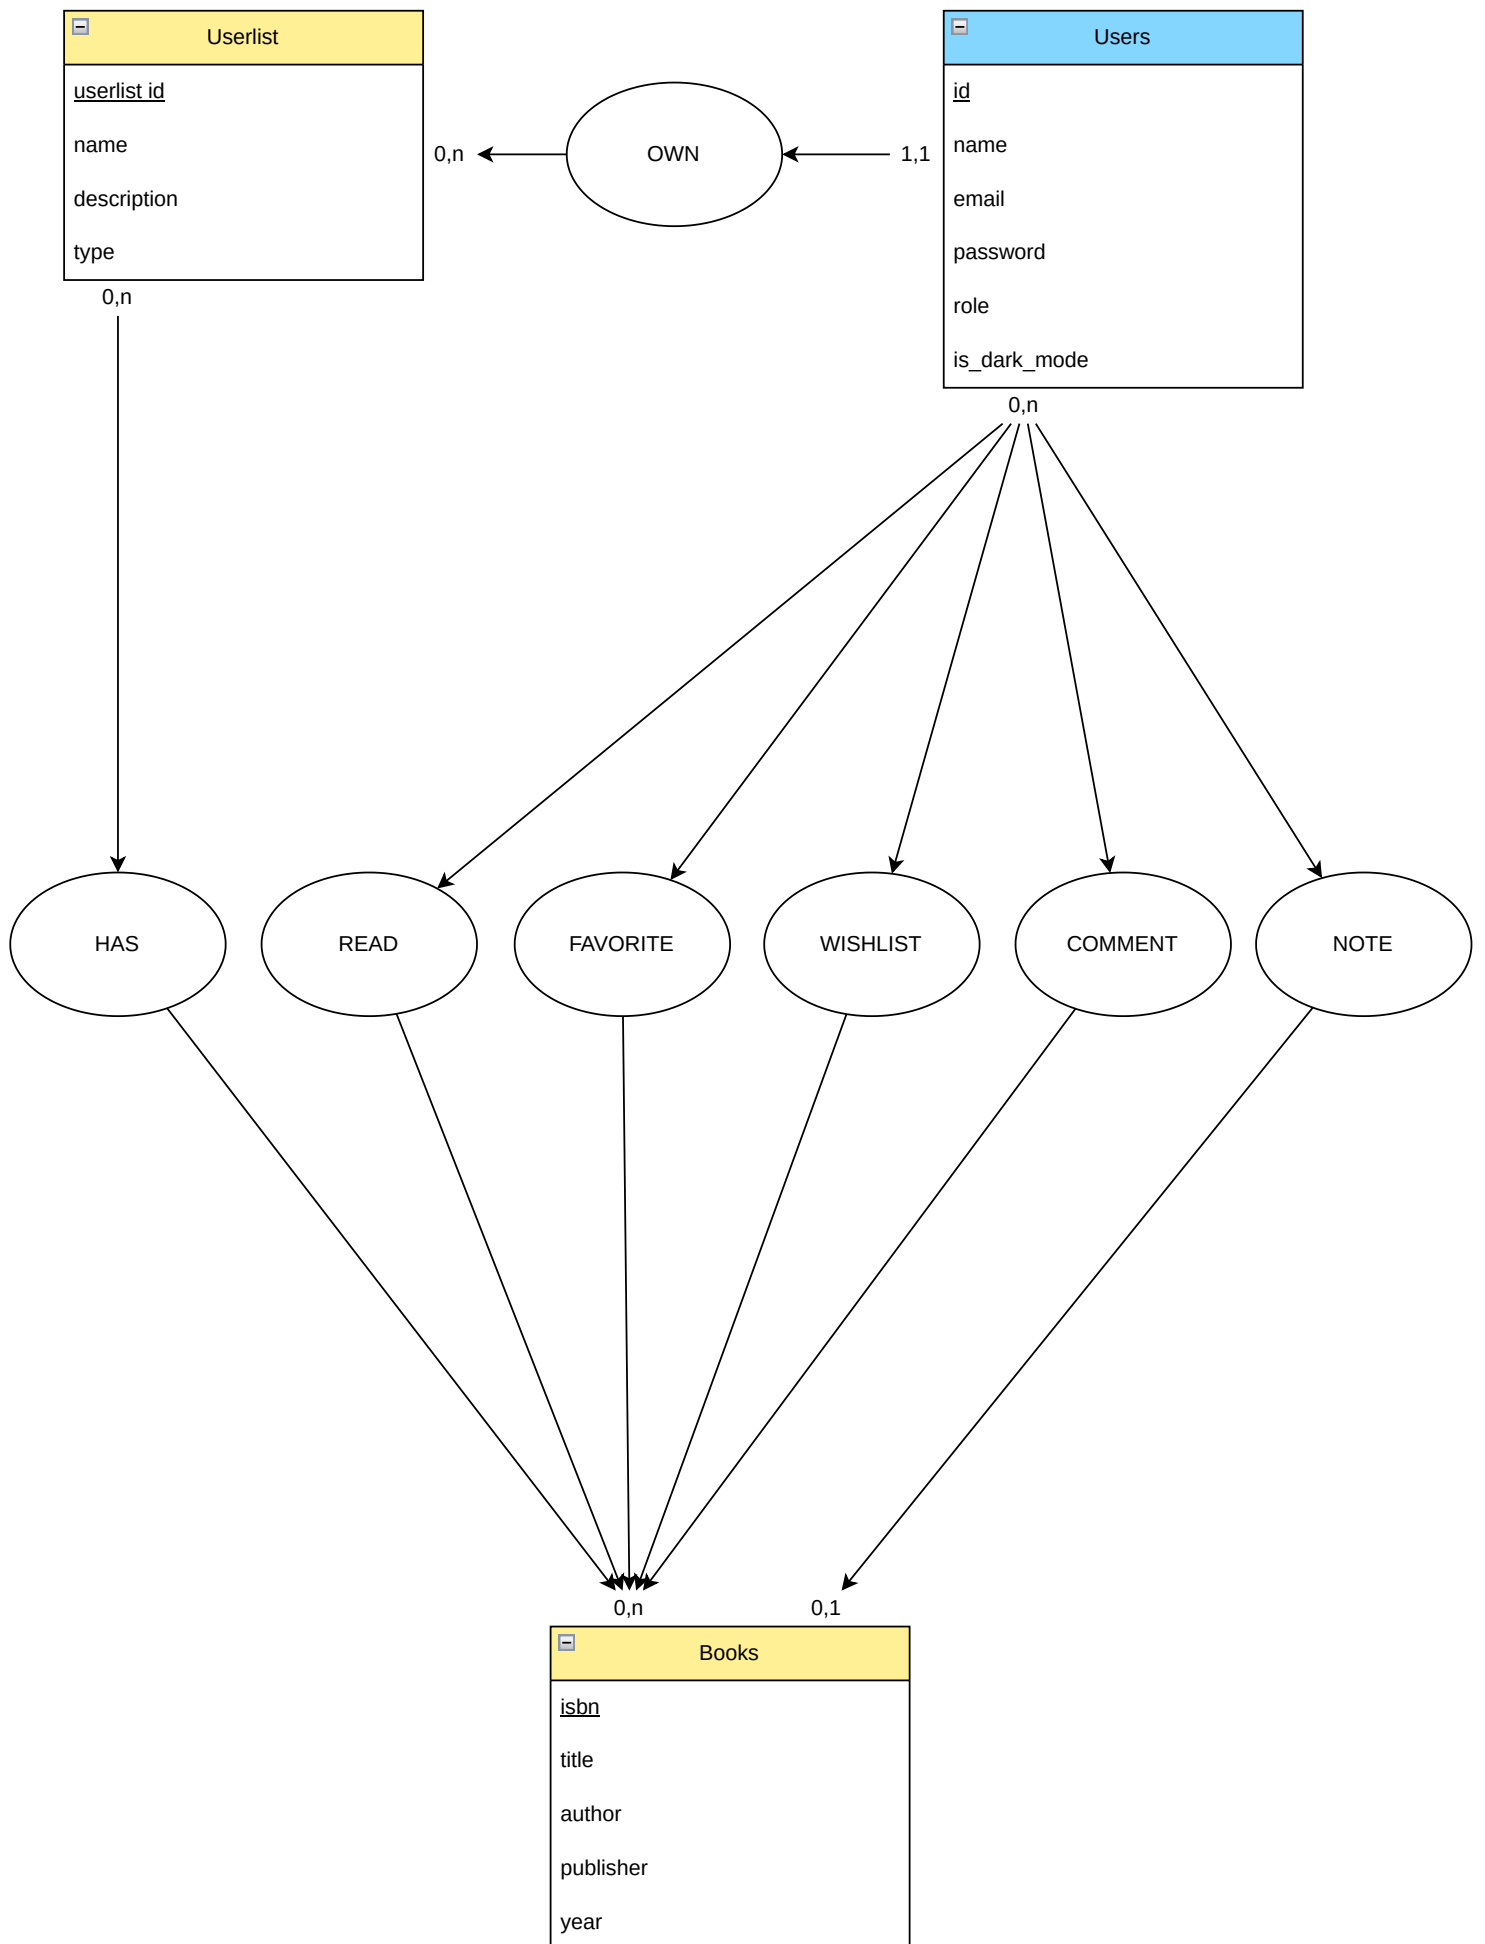 Userlist
userlist id
name
description
type
0,n
OWN
1,1
Users
id
name
email
password
role
is_dark_mode
0,n
0,n
HAS
READ
FAVORITE
WISHLIST
COMMENT
NOTE
0,n
0,1
Books
isbn
title
author
publisher
year